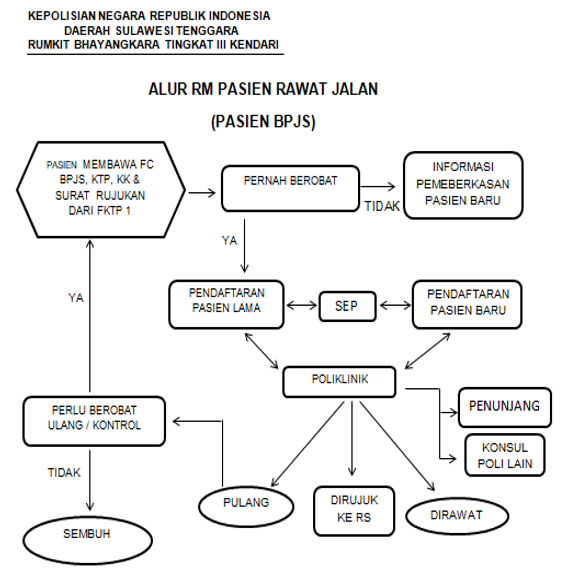 KEPOLISIAN NEGARA REPUBLIK INDONESIA
DAERAH SULAWESI TENGGARA
RUMKIT BHAYANGKARA TINGKAT III KENDARI
ALUR RM PASIEN RAWAT JALAN
(PASIEN BPJS)
PASIEN MEMBAWA FC
BPJS, KTP, KK &
SURAT RUJUKAN
DARI FKTP 1
PERNAH BEROBAT
TIDAK
INFORMASI
PEMEBERKASAN
PASIEN BARU
YA
PENDAFTARAN
PASIEN LAMA
SEP
PENDAFTARAN
PASIEN BARU
YA
POLIKLINIK
PERLU BEROBAT
ULANG / KONTROL
PENUNJANG
KONSUL
POLI LAIN
TIDAK
PULANG
DIRUJUK
KE RS
DIRAWAT
SEMBUH